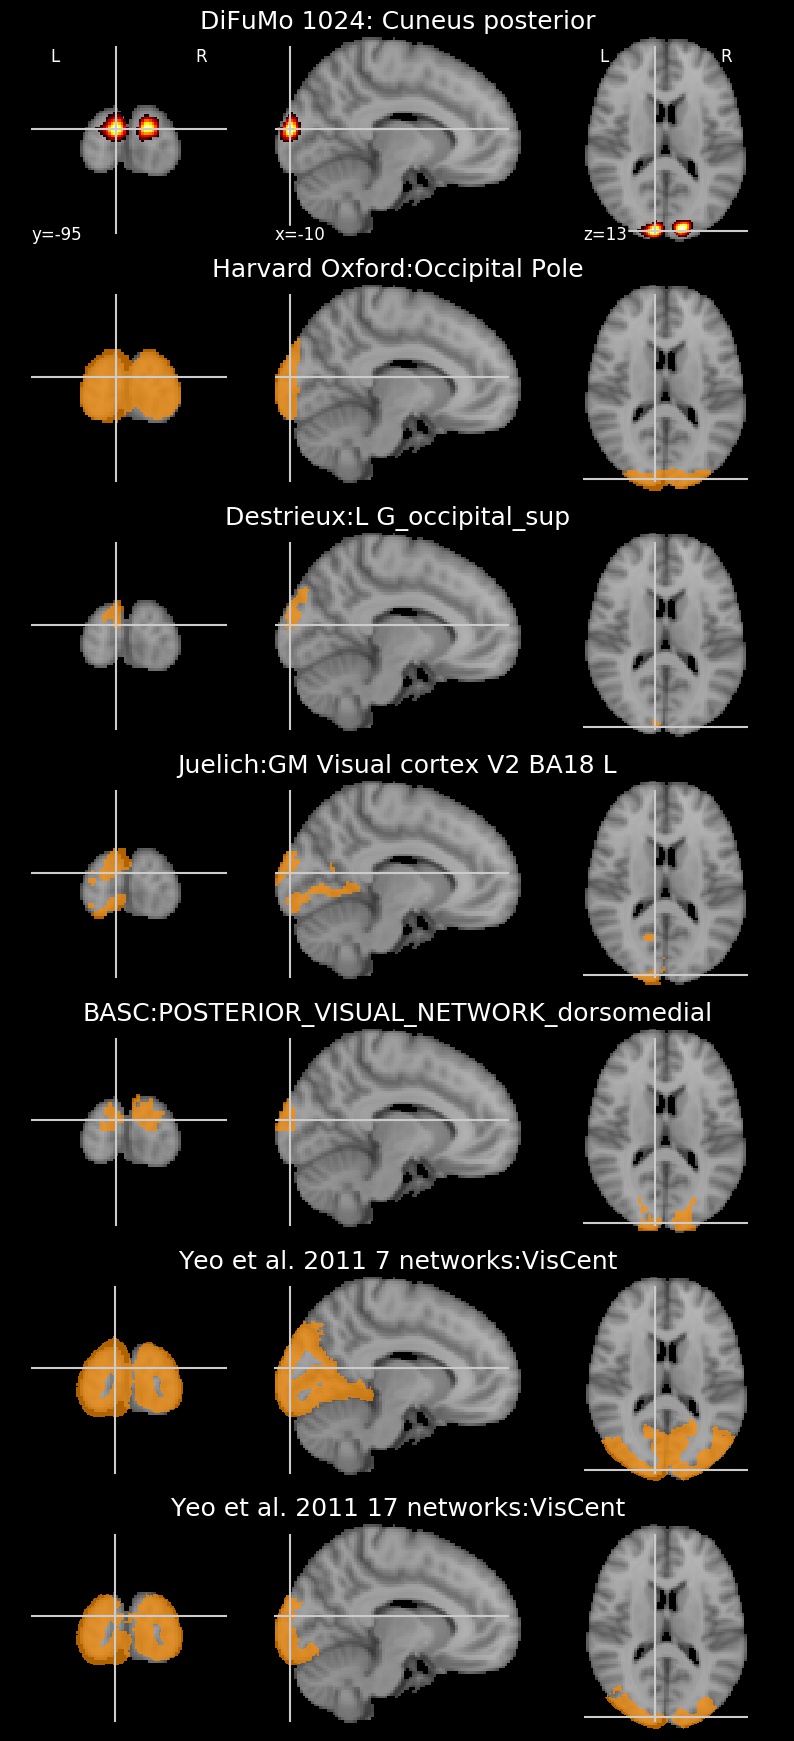 DiFuMo 1024: Cuneus posterior
L R L R
y=-95 x=-10 z=13
Harvard Oxford:Occipital Pole
Destrieux:L G_occipital_sup
Juelich:GM Visual cortex V2 BA18 L
BASC:POSTERIOR_VISUAL_NETWORK_dorsomedial
Yeo et al. 2011 7 networks:VisCent
Yeo et al. 2011 17 networks:VisCent